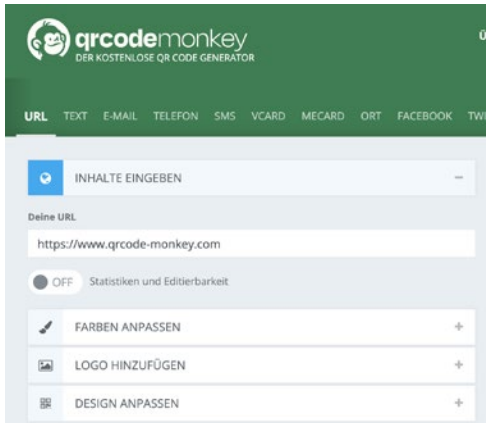 qrcodemonkey
DER KOSTENLOSE QR CODE GENERATOR
URL TEXT E-MAIL TELEFON SMS VCARD MECARD ORT FACEBOOK
INHALTE EINGEBEN
Deine URL
https://www.qrcode-monkey.com
OFF Statistiken und Editierbarkeit
FARBEN ANPASSEN
LOGO HINZUFÜGEN
DESIGN ANPASSEN